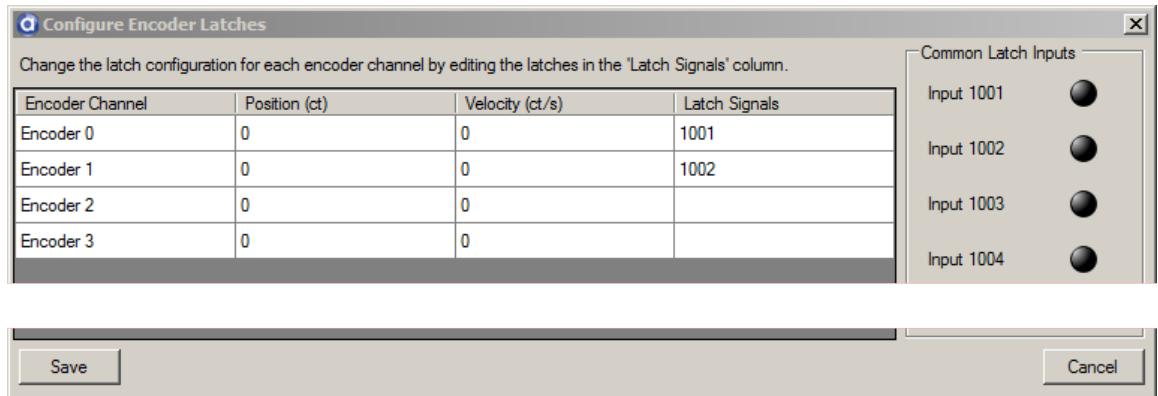 Configure Encoder Latches
Change the latch configuration for each encoder channel by editing the latches in the 'Latch Signals' column.
Encoder Channel Position (ct) Velocity (ct/s) Latch Signals
Encoder 0 0 0 1001
Encoder 1 0 0 1002
Encoder 2 0 0
Encoder 3 0 0
Common Latch Inputs
Input 1001
Input 1002
Input 1003
Input 1004
Save Cancel